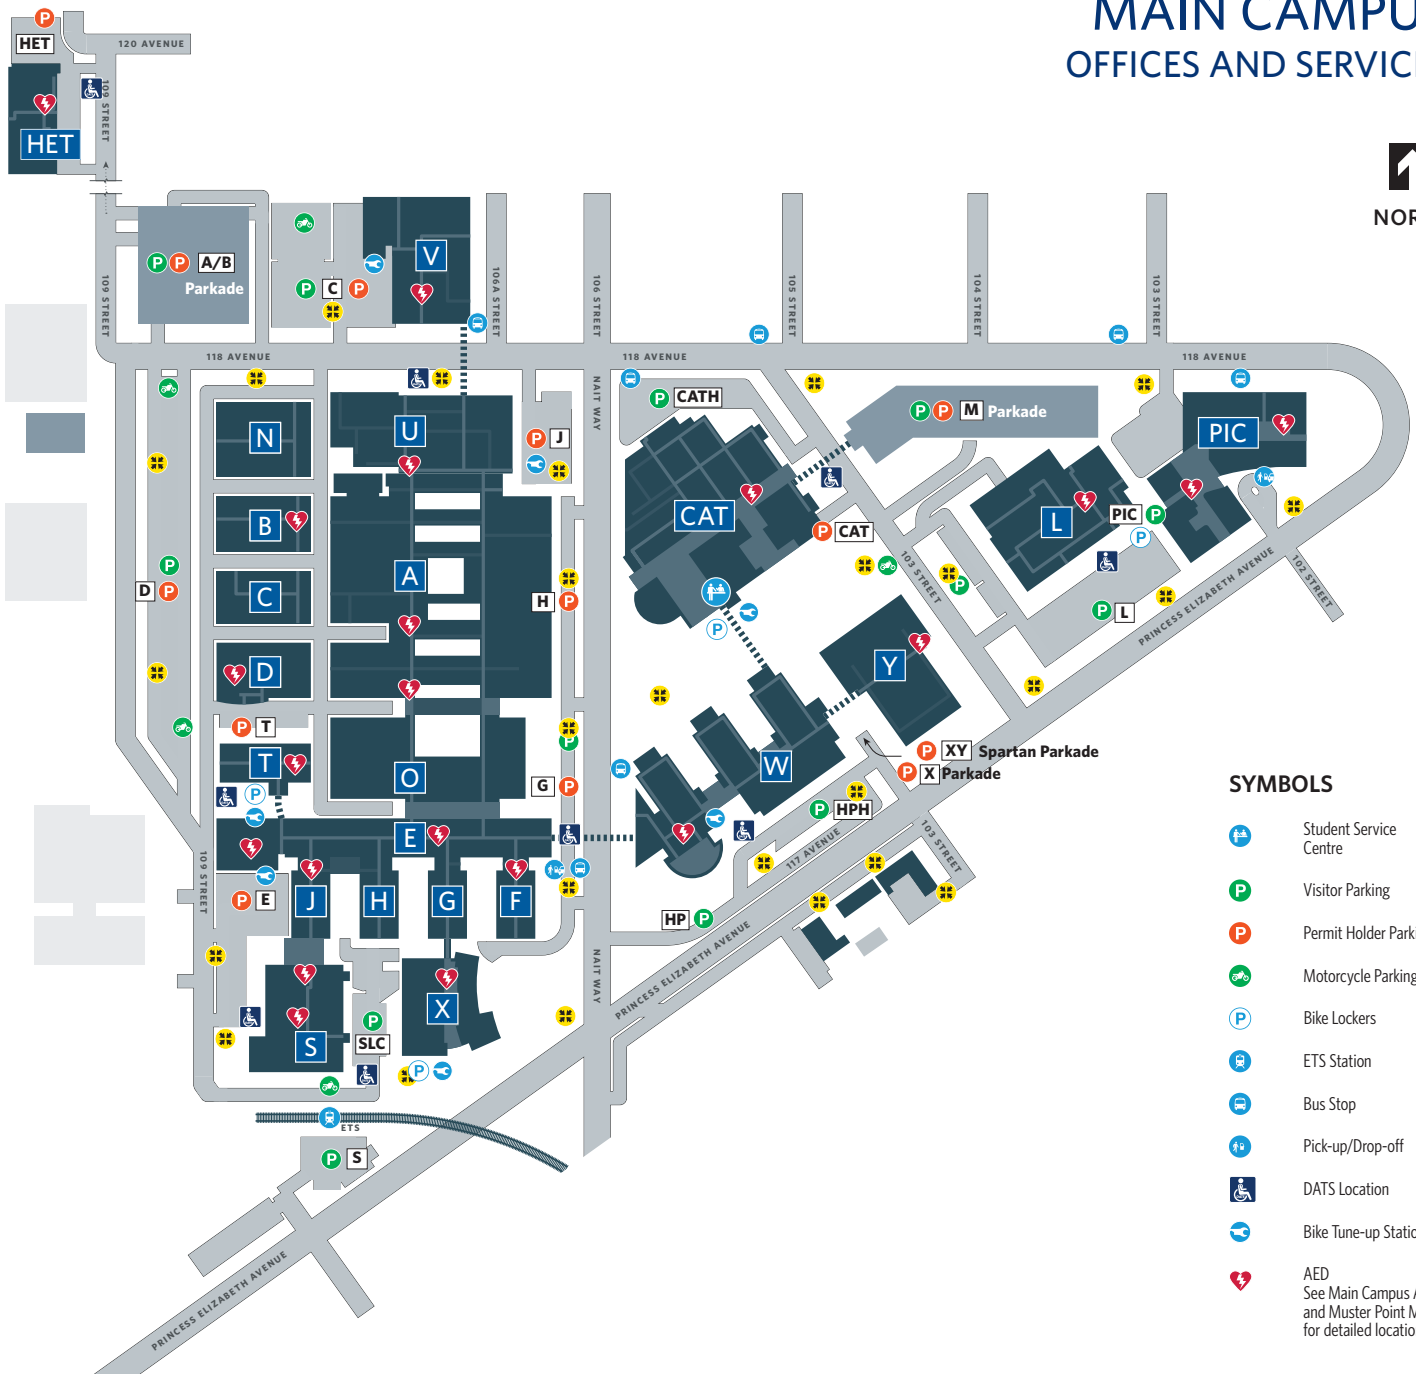 MAIN CAMPU
OFFICES AND SERVIC
NOR
P
HET
120 AVENUE
109 STREET
HET
P P A/B
Parkade
P C P
V
109 STREET
106A STREET
106 STREET
105 STREET
104 STREET
103 STREET
118 AVENUE
118 AVENUE
118 AVENUE
NAIT WAY
P CATH
P P M Parkade
PIC
N
U
P J
B
CAT
L
PIC P
P
P CAT
A
C
P
D P
H P
103 STREET
P
P L
PRINCESS ELIZABETH AVENUE
102 STREET
P
D
Y
P T
T
P
O
P
G P
W
P XY Spartan Parkade
P X Parkade
P HPH
E
117 AVENUE
103 STREET
109 STREET
P E
J
H
G
F
HP P
PRINCESS ELIZABETH AVENUE
NAIT WAY
X
P
SLC
S
P
ETS
P S
PRINCESS ELIZABETH AVENUE
SYMBOLS
Student Service
Centre
P Visitor Parking
P Permit Holder Parki
Motorcycle Parking
P Bike Lockers
ETS Station
Bus Stop
Pick-up/Drop-off
DATS Location
Bike Tune-up Statio
AED
See Main Campus A
and Muster Point M
for detailed locatio